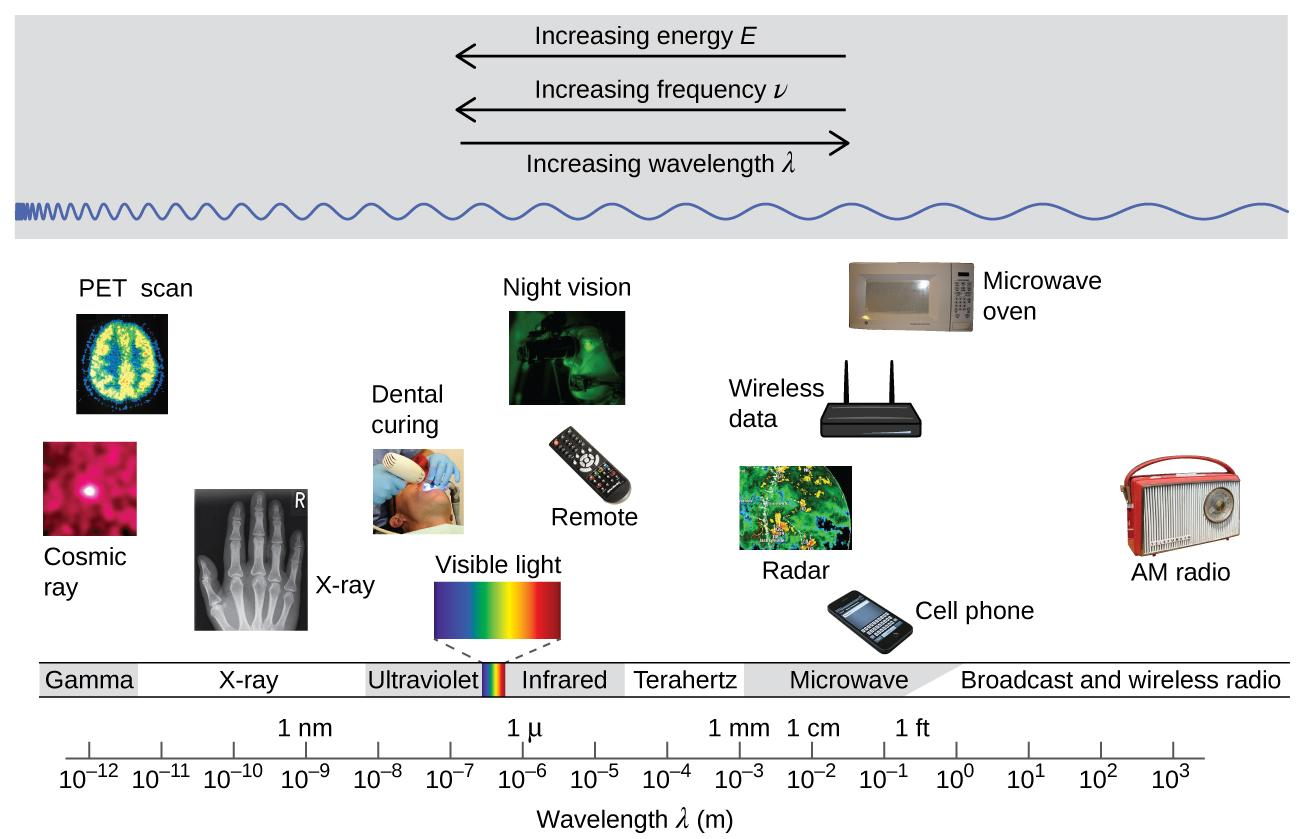 Increasing energy E
Increasing frequency ν
Increasing wavelength λ
PET scan
Night vision
Microwave
oven
Dental
curing
Wireless
data
Remote
Cosmic
ray
R
X-ray
Visible light
Radar
Cell phone
AM radio
Gamma X-ray Ultraviolet Infrared Terahertz Microwave Broadcast and wireless radio
1 nm 1 μ 1 mm 1 cm 1 ft
10⁻¹² 10⁻¹¹ 10⁻¹⁰ 10⁻⁹ 10⁻⁸ 10⁻⁷ 10⁻⁶ 10⁻⁵ 10⁻⁴ 10⁻³ 10⁻² 10⁻¹ 10⁰ 10¹ 10² 10³
Wavelength λ (m)